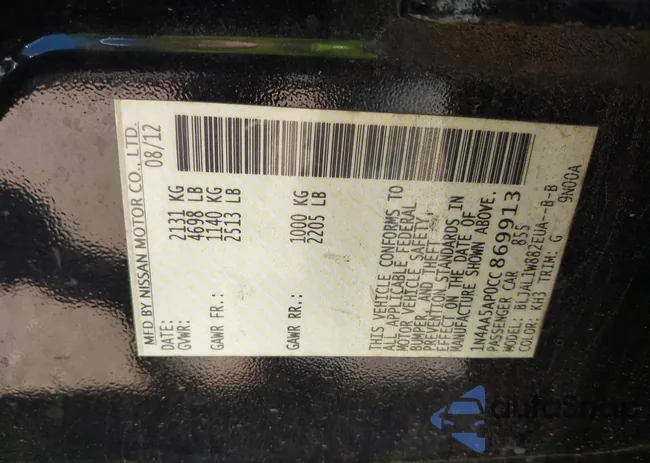 MFD BY NISSAN MOTOR CO., LTD.
DATE: 08/12
GVWR: 2131 KG
4698 LB
GAWR FR.: 1140 KG
2513 LB
GAWR RR.: 1000 KG
2205 LB
THIS VEHICLE CONFORMS TO
ALL APPLICABLE FEDERAL
MOTOR VEHICLE SAFETY,
BUMPER, AND THEFT
PREVENTION STANDARDS IN
EFFECT ON THE DATE OF
MANUFACTURE SHOWN ABOVE.
1N4AA5AP0CC869913
PASSENGER CAR 855
MODEL: BLJAL1W882EUA--B-B
COLOR: KH3 TRIM: G 9N00A
autoSnap